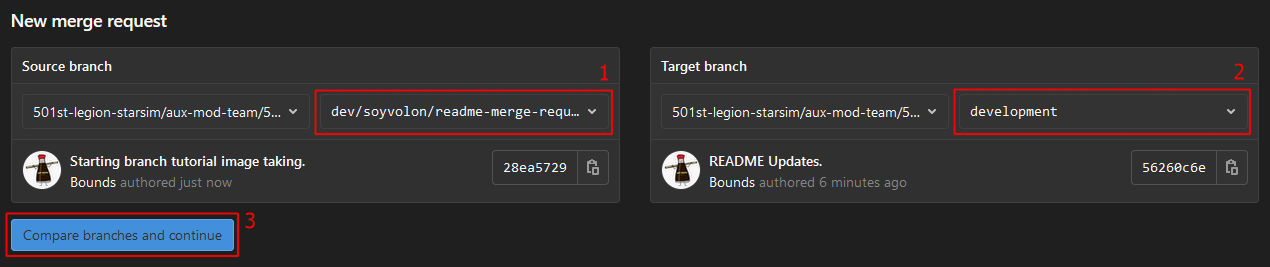 New merge request
Source branch
1
501st-legion-starsim/aux-mod-team/5...
dev/soyvolon/readme-merge-requ...
Starting branch tutorial image taking.
Bounds authored just now
28ea5729
Target branch
2
501st-legion-starsim/aux-mod-team/5...
development
README Updates.
Bounds authored 6 minutes ago
56260c6e
Compare branches and continue
3